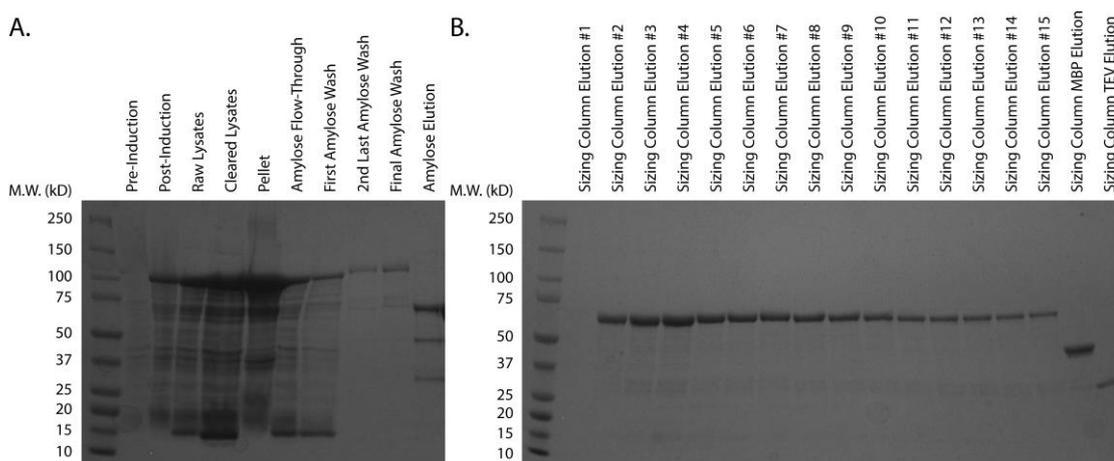 A.
Pre-Induction
Post-Induction
Raw Lysates
Cleared Lysates
Pellet
Amylose Flow-Through
First Amylose Wash
2nd Last Amylose Wash
Final Amylose Wash
Amylose Elution
M.W. (kD)
250
150
100
75
50
37
25
20
15
10
B.
Sizing Column Elution #1
Sizing Column Elution #2
Sizing Column Elution #3
Sizing Column Elution #4
Sizing Column Elution #5
Sizing Column Elution #6
Sizing Column Elution #7
Sizing Column Elution #8
Sizing Column Elution #9
Sizing Column Elution #10
Sizing Column Elution #11
Sizing Column Elution #12
Sizing Column Elution #13
Sizing Column Elution #14
Sizing Column Elution #15
Sizing Column MBP Elution
Sizing Column TEV Elution
M.W. (kD)
250
150
100
75
50
37
25
20
15
10